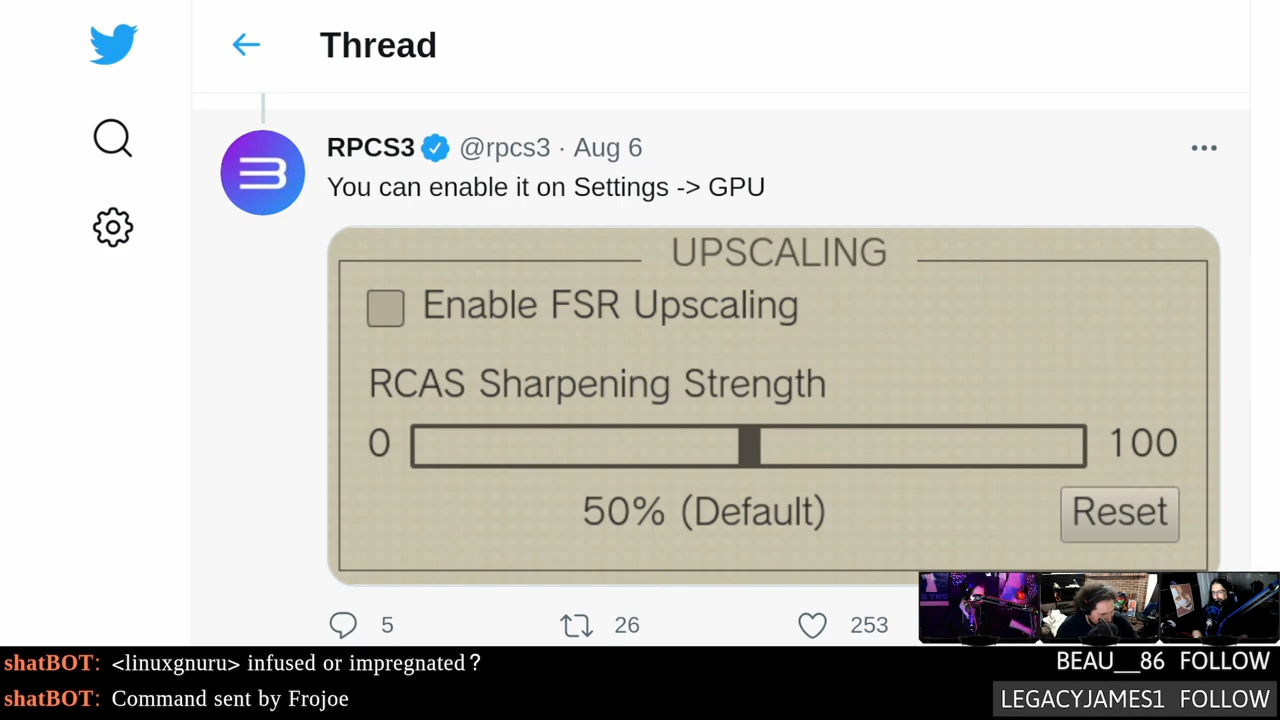 Thread
RPCS3 @rpcs3 · Aug 6
You can enable it on Settings -> GPU
UPSCALING
Enable FSR Upscaling
RCAS Sharpening Strength
0 100
50% (Default) Reset
5 26 253
shatBOT: <linuxgnuru> infused or impregnated?
BEAU__86 FOLLOW
shatBOT: Command sent by Frojoe
LEGACYJAMES1 FOLLOW